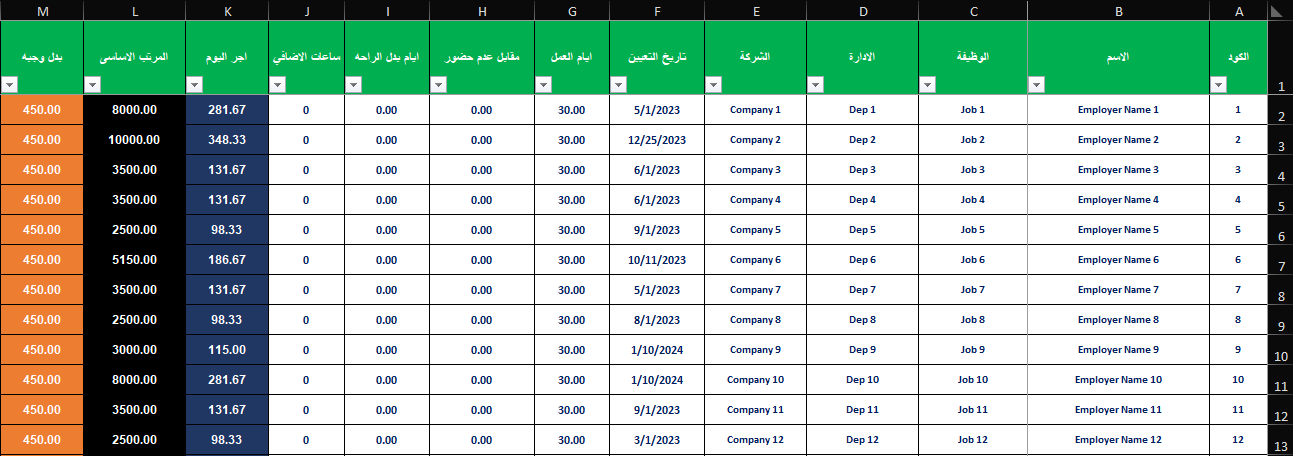 A B C D E F G H I J K L M
1 الكود الاسم الوظيفة الادارة الشركة تاريخ التعيين ايام العمل مقابل عدم حضور ايام بدل الراحه ساعات الاضافي اجر اليوم المرتب الاساسى بدل وجبه
2 1 Employer Name 1 Job 1 Dep 1 Company 1 5/1/2023 30.00 0.00 0.00 0 281.67 8000.00 450.00
3 2 Employer Name 2 Job 2 Dep 2 Company 2 12/25/2023 30.00 0.00 0.00 0 348.33 10000.00 450.00
4 3 Employer Name 3 Job 3 Dep 3 Company 3 6/1/2023 30.00 0.00 0.00 0 131.67 3500.00 450.00
5 4 Employer Name 4 Job 4 Dep 4 Company 4 6/1/2023 30.00 0.00 0.00 0 131.67 3500.00 450.00
6 5 Employer Name 5 Job 5 Dep 5 Company 5 9/1/2023 30.00 0.00 0.00 0 98.33 2500.00 450.00
7 6 Employer Name 6 Job 6 Dep 6 Company 6 10/11/2023 30.00 0.00 0.00 0 186.67 5150.00 450.00
8 7 Employer Name 7 Job 7 Dep 7 Company 7 5/1/2023 30.00 0.00 0.00 0 131.67 3500.00 450.00
9 8 Employer Name 8 Job 8 Dep 8 Company 8 8/1/2023 30.00 0.00 0.00 0 98.33 2500.00 450.00
10 9 Employer Name 9 Job 9 Dep 9 Company 9 1/10/2024 30.00 0.00 0.00 0 115.00 3000.00 450.00
11 10 Employer Name 10 Job 10 Dep 10 Company 10 1/10/2024 30.00 0.00 0.00 0 281.67 8000.00 450.00
12 11 Employer Name 11 Job 11 Dep 11 Company 11 9/1/2023 30.00 0.00 0.00 0 131.67 3500.00 450.00
13 12 Employer Name 12 Job 12 Dep 12 Company 12 3/1/2023 30.00 0.00 0.00 0 98.33 2500.00 450.00